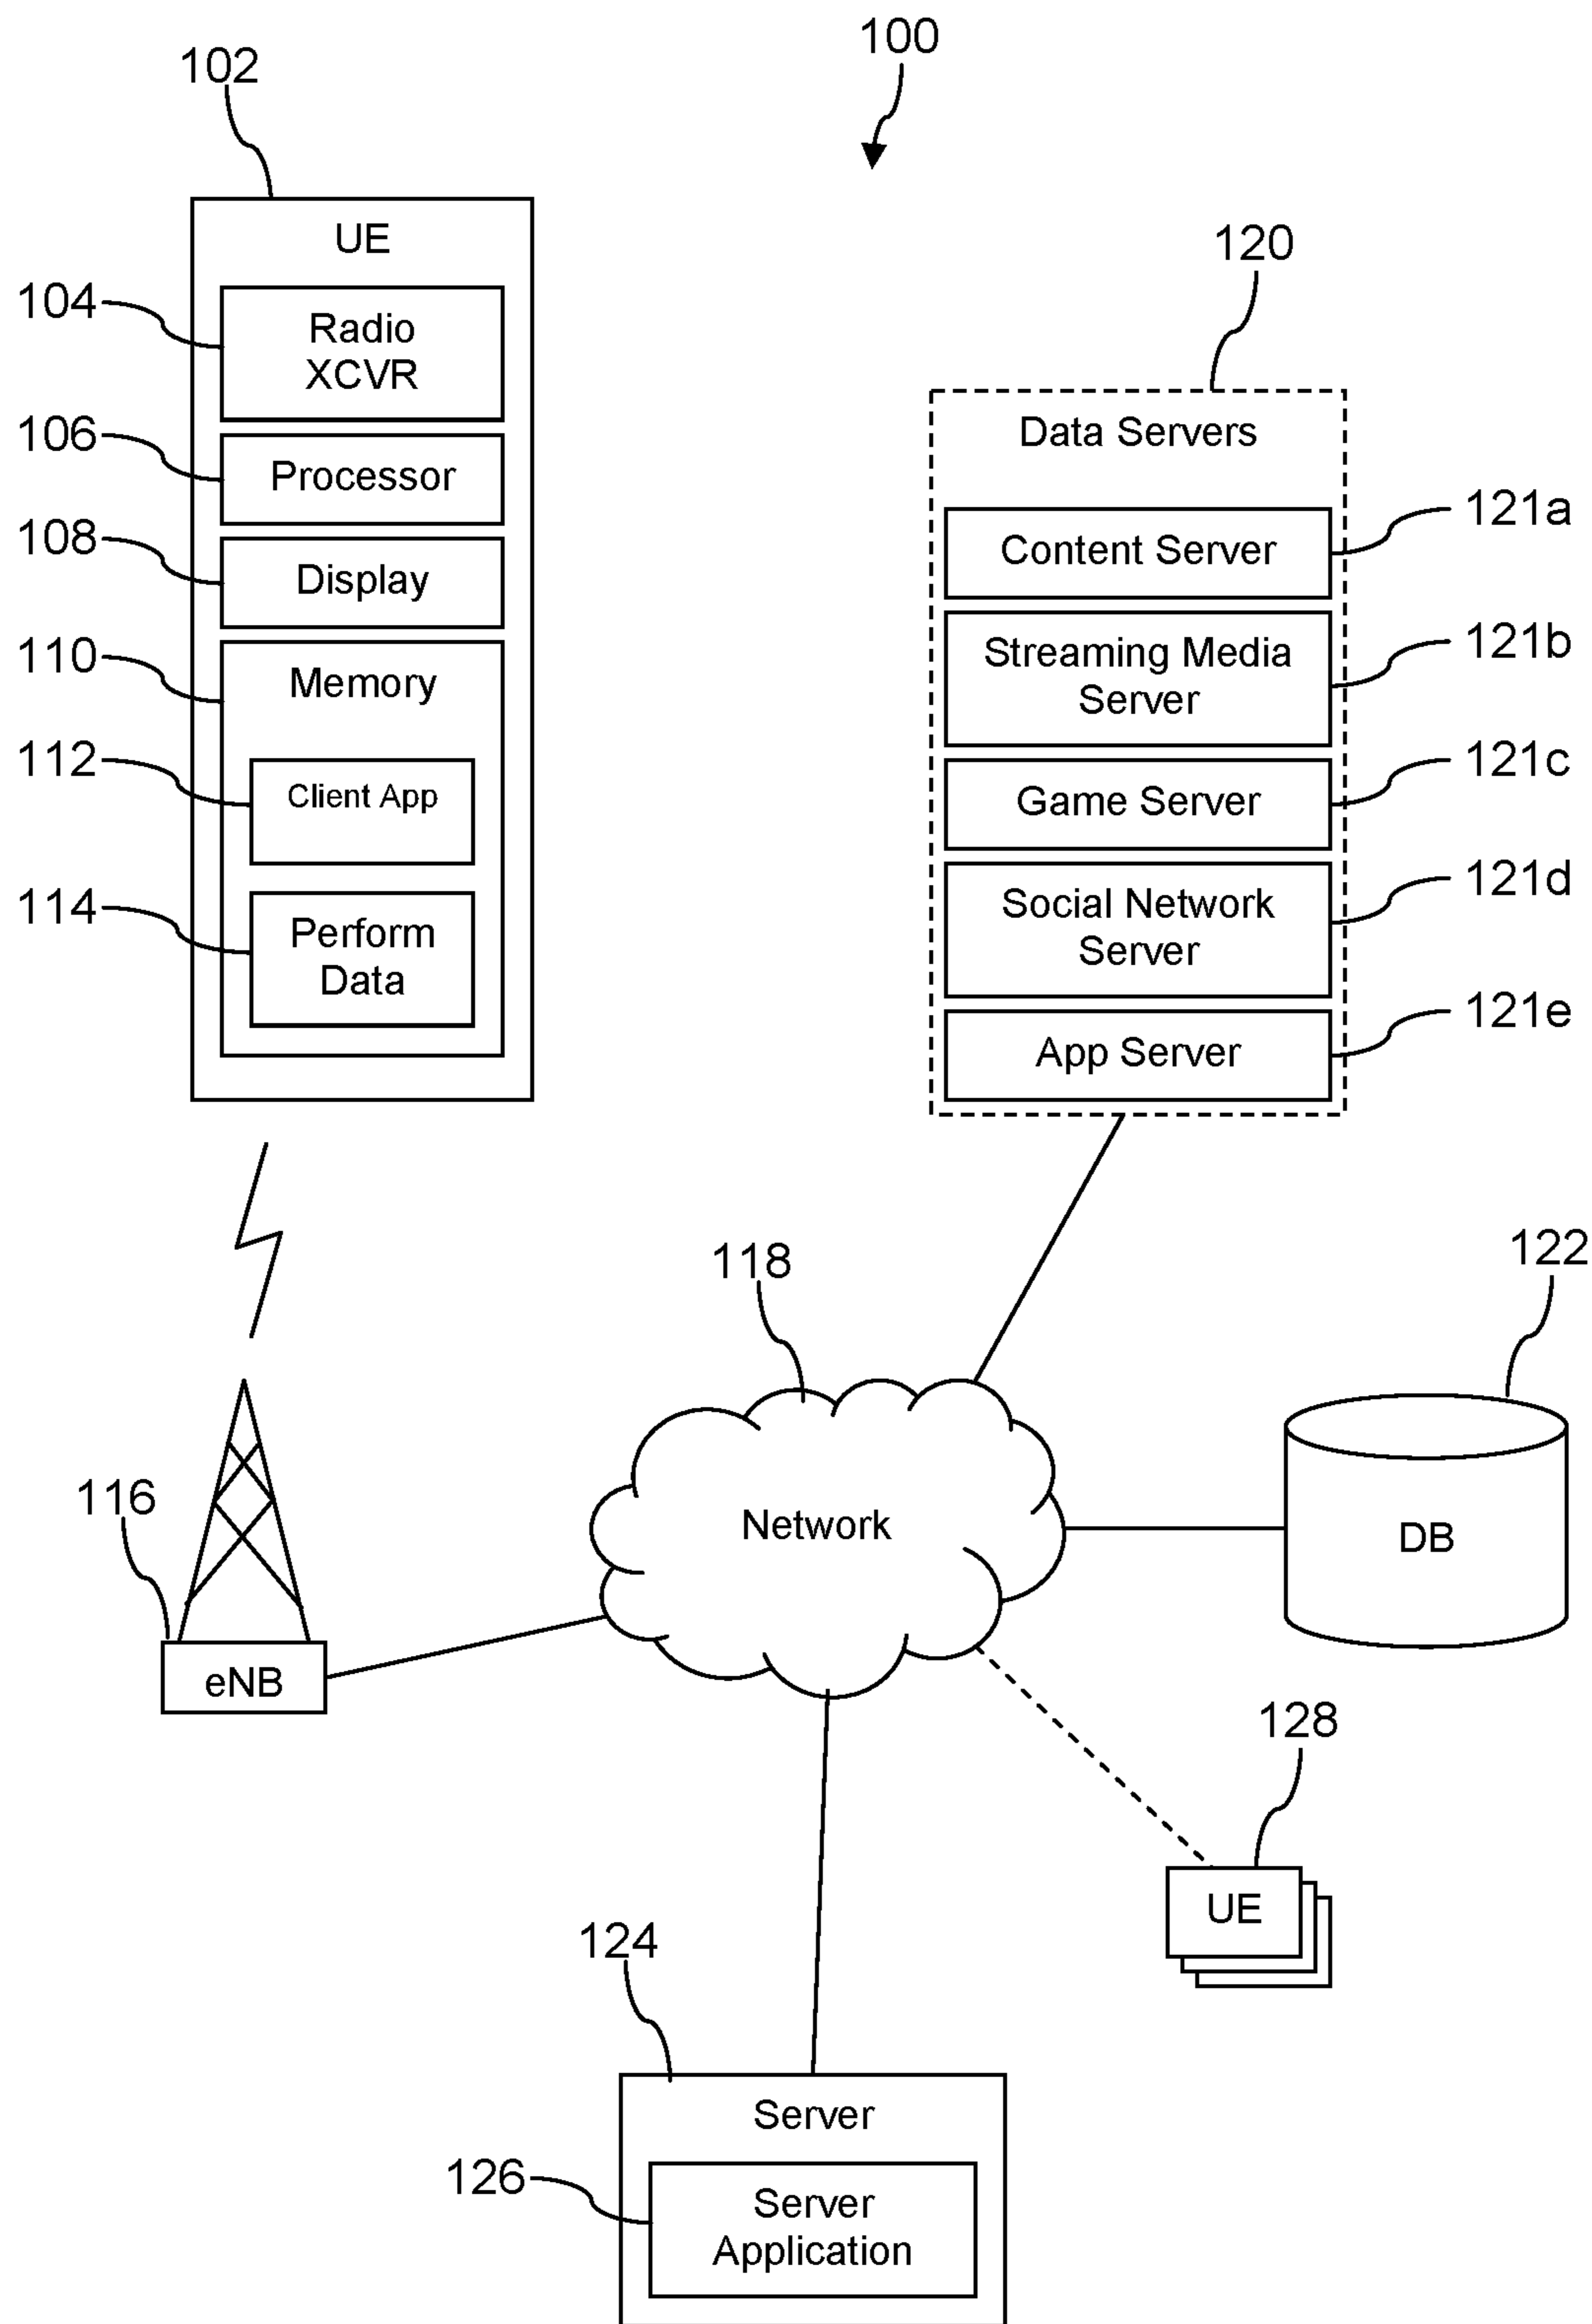 100
102
UE
104
Radio
XCVR
106
Processor
108
Display
110
Memory
112
Client App
114
Perform
Data
120
Data Servers
Content Server
121a
Streaming Media
Server
121b
Game Server
121c
Social Network
Server
121d
App Server
121e
118
Network
122
DB
116
eNB
128
UE
124
Server
126
Server
Application